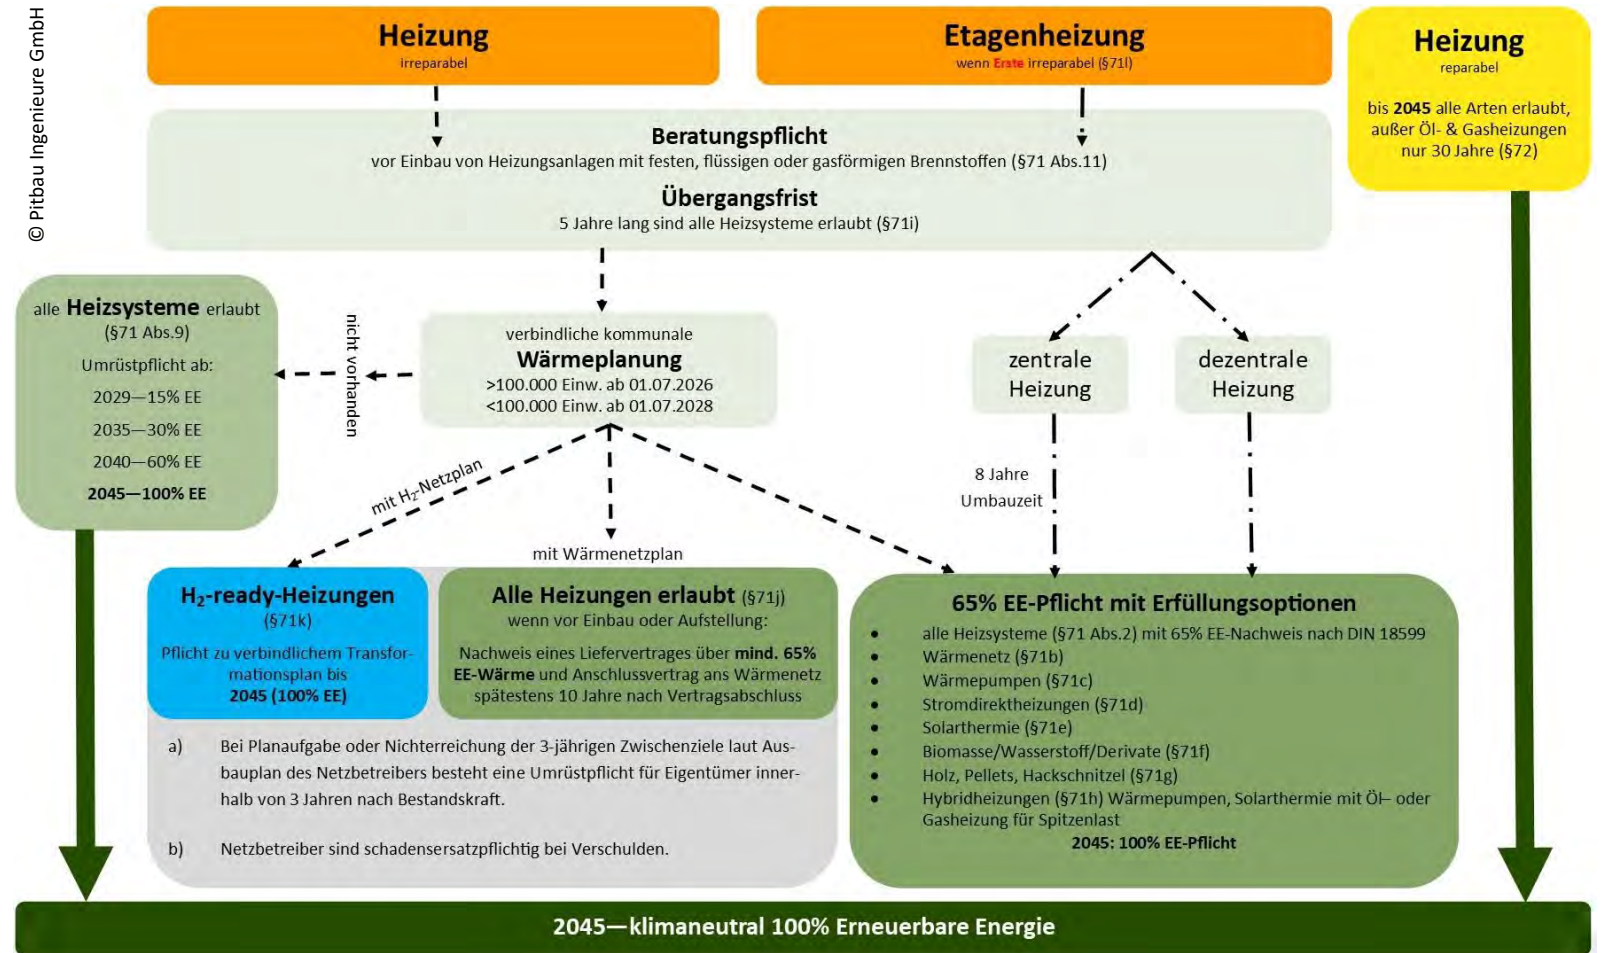 © Pitbau Ingenieure GmbH
Heizung
irreparabel
Etagenheizung
wenn Erste irreparabel (§71l)
Heizung
reparabel
bis 2045 alle Arten erlaubt,
außer Öl- & Gasheizungen
nur 30 Jahre (§72)
Beratungspflicht
vor Einbau von Heizungsanlagen mit festen, flüssigen oder gasförmigen Brennstoffen (§71 Abs.11)
Übergangsfrist
5 Jahre lang sind alle Heizsysteme erlaubt (§71i)
alle Heizsysteme erlaubt
(§71 Abs.9)
Umrüstpflicht ab:
2029—15% EE
2035—30% EE
2040—60% EE
2045—100% EE
nicht vorhanden
verbindliche kommunale
Wärmeplanung
>100.000 Einw. ab 01.07.2026
<100.000 Einw. ab 01.07.2028
zentrale
Heizung
dezentrale
Heizung
8 Jahre
Umbauzeit
mit H₂-Netzplan
mit Wärmenetzplan
H₂-ready-Heizungen
(§71k)
Pflicht zu verbindlichem Transfor-
mationsplan bis
2045 (100% EE)
Alle Heizungen erlaubt (§71j)
wenn vor Einbau oder Aufstellung:
Nachweis eines Liefervertrages über mind. 65%
EE-Wärme und Anschlussvertrag ans Wärmenetz
spätestens 10 Jahre nach Vertragsabschluss
a) Bei Planaufgabe oder Nichterreichung der 3-jährigen Zwischenziele laut Aus-
bauplan des Netzbetreibers besteht eine Umrüstpflicht für Eigentümer inner-
halb von 3 Jahren nach Bestandskraft.
b) Netzbetreiber sind schadensersatzpflichtig bei Verschulden.
65% EE-Pflicht mit Erfüllungsoptionen
• alle Heizsysteme (§71 Abs.2) mit 65% EE-Nachweis nach DIN 18599
• Wärmenetz (§71b)
• Wärmepumpen (§71c)
• Stromdirektheizungen (§71d)
• Solarthermie (§71e)
• Biomasse/Wasserstoff/Derivate (§71f)
• Holz, Pellets, Hackschnitzel (§71g)
• Hybridheizungen (§71h) Wärmepumpen, Solarthermie mit Öl– oder
Gasheizung für Spitzenlast
2045: 100% EE-Pflicht
2045—klimaneutral 100% Erneuerbare Energie